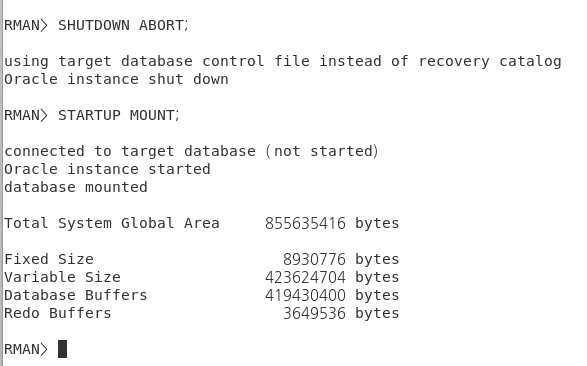 RMAN> SHUTDOWN ABORT;
using target database control file instead of recovery catalog
Oracle instance shut down
RMAN> STARTUP MOUNT;
connected to target database (not started)
Oracle instance started
database mounted
Total System Global Area     855635416 bytes
Fixed Size                     8930776 bytes
Variable Size                423624704 bytes
Database Buffers             419430400 bytes
Redo Buffers                   3649536 bytes
RMAN>